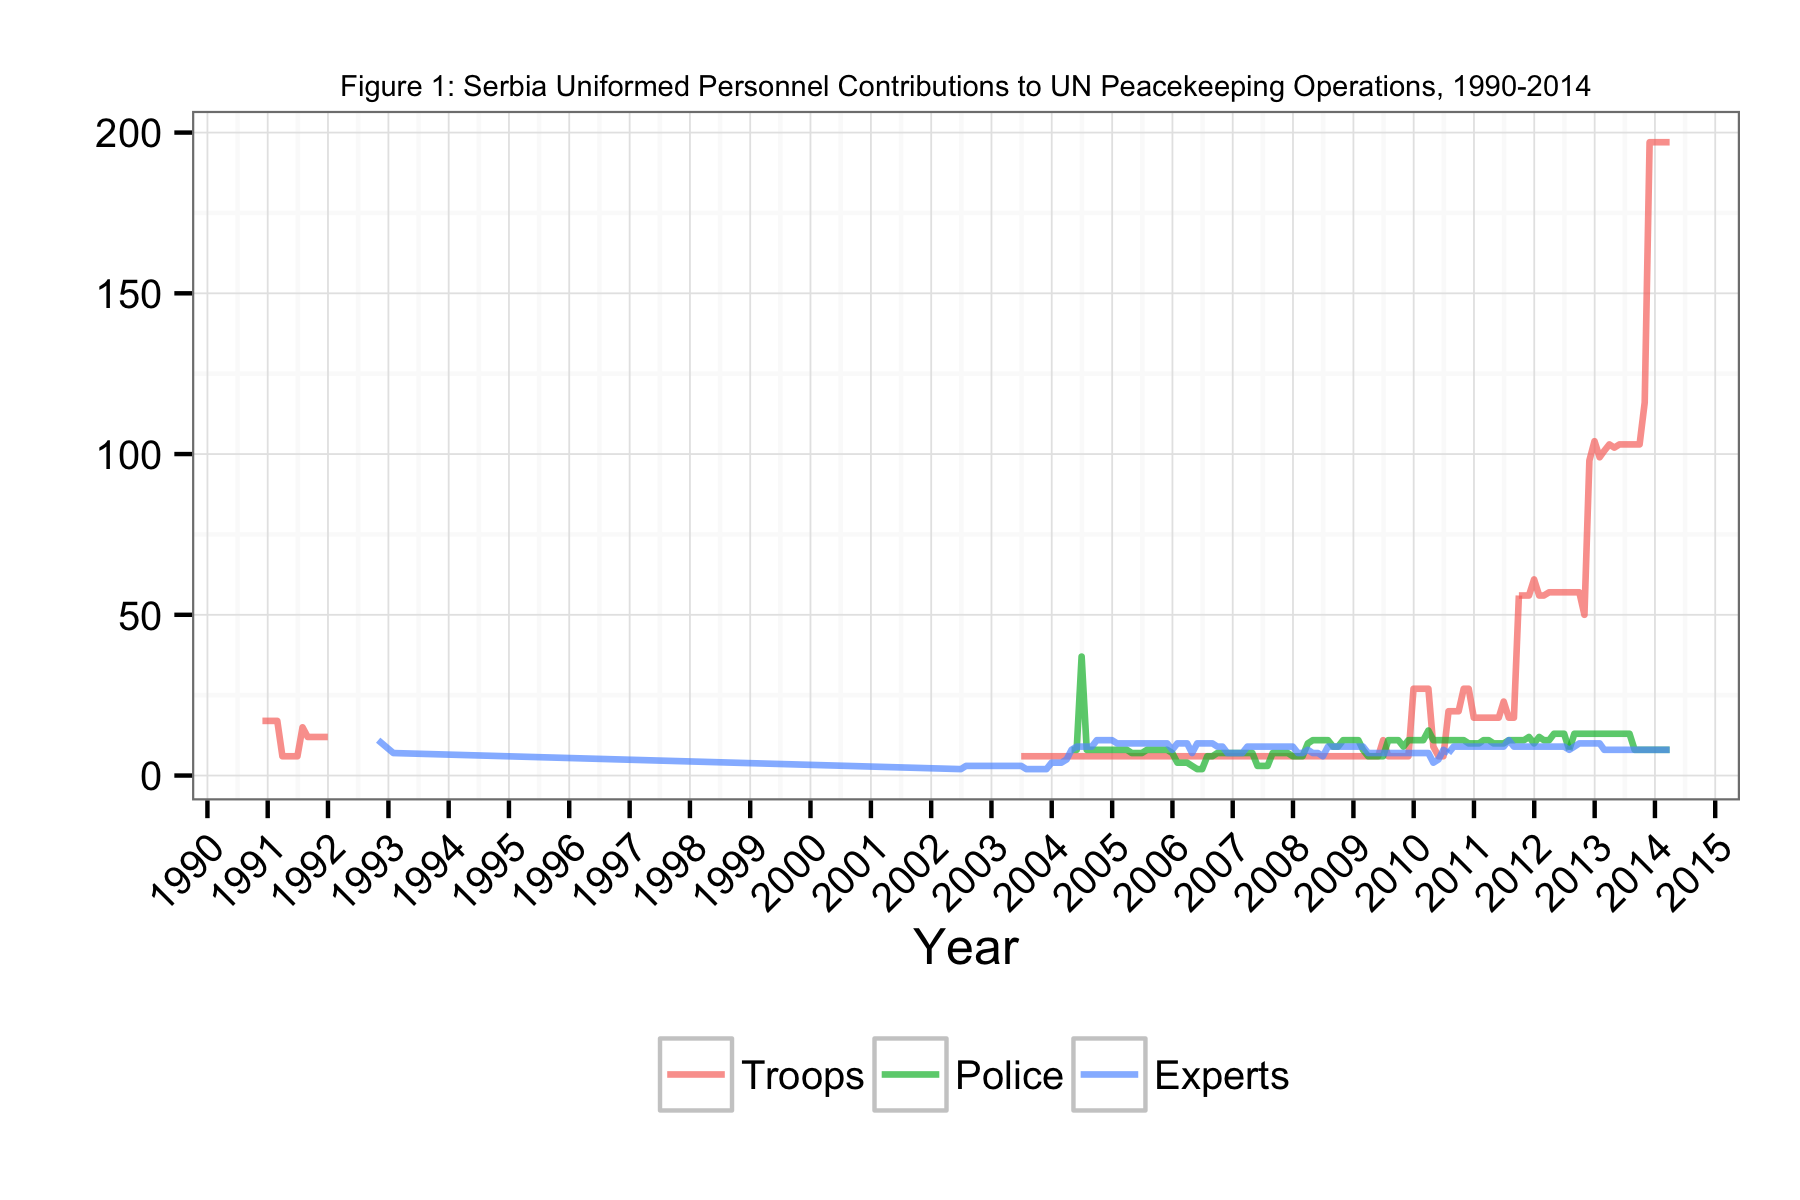 Figure 1: Serbia Uniformed Personnel Contributions to UN Peacekeeping Operations, 1990-2014
200
150
100
50
0
1990 1991 1992 1993 1994 1995 1996 1997 1998 1999 2000 2001 2002 2003 2004 2005 2006 2007 2008 2009 2010 2011 2012 2013 2014 2015
Year
Troops Police Experts